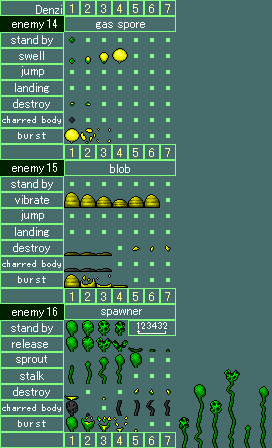 Denzi 1 2 3 4 5 6 7
enemy 14 gas spore
stand by
swell
jump
landing
destroy
charred body
burst
1 2 3 4 5 6 7
enemy 15 blob
stand by
vibrate
jump
landing
destroy
charred body
burst
1 2 3 4 5 6 7
enemy 16 spawner
stand by 123432
release
sprout
stalk
destroy
charred body
burst
1 2 3 4 5 6 7